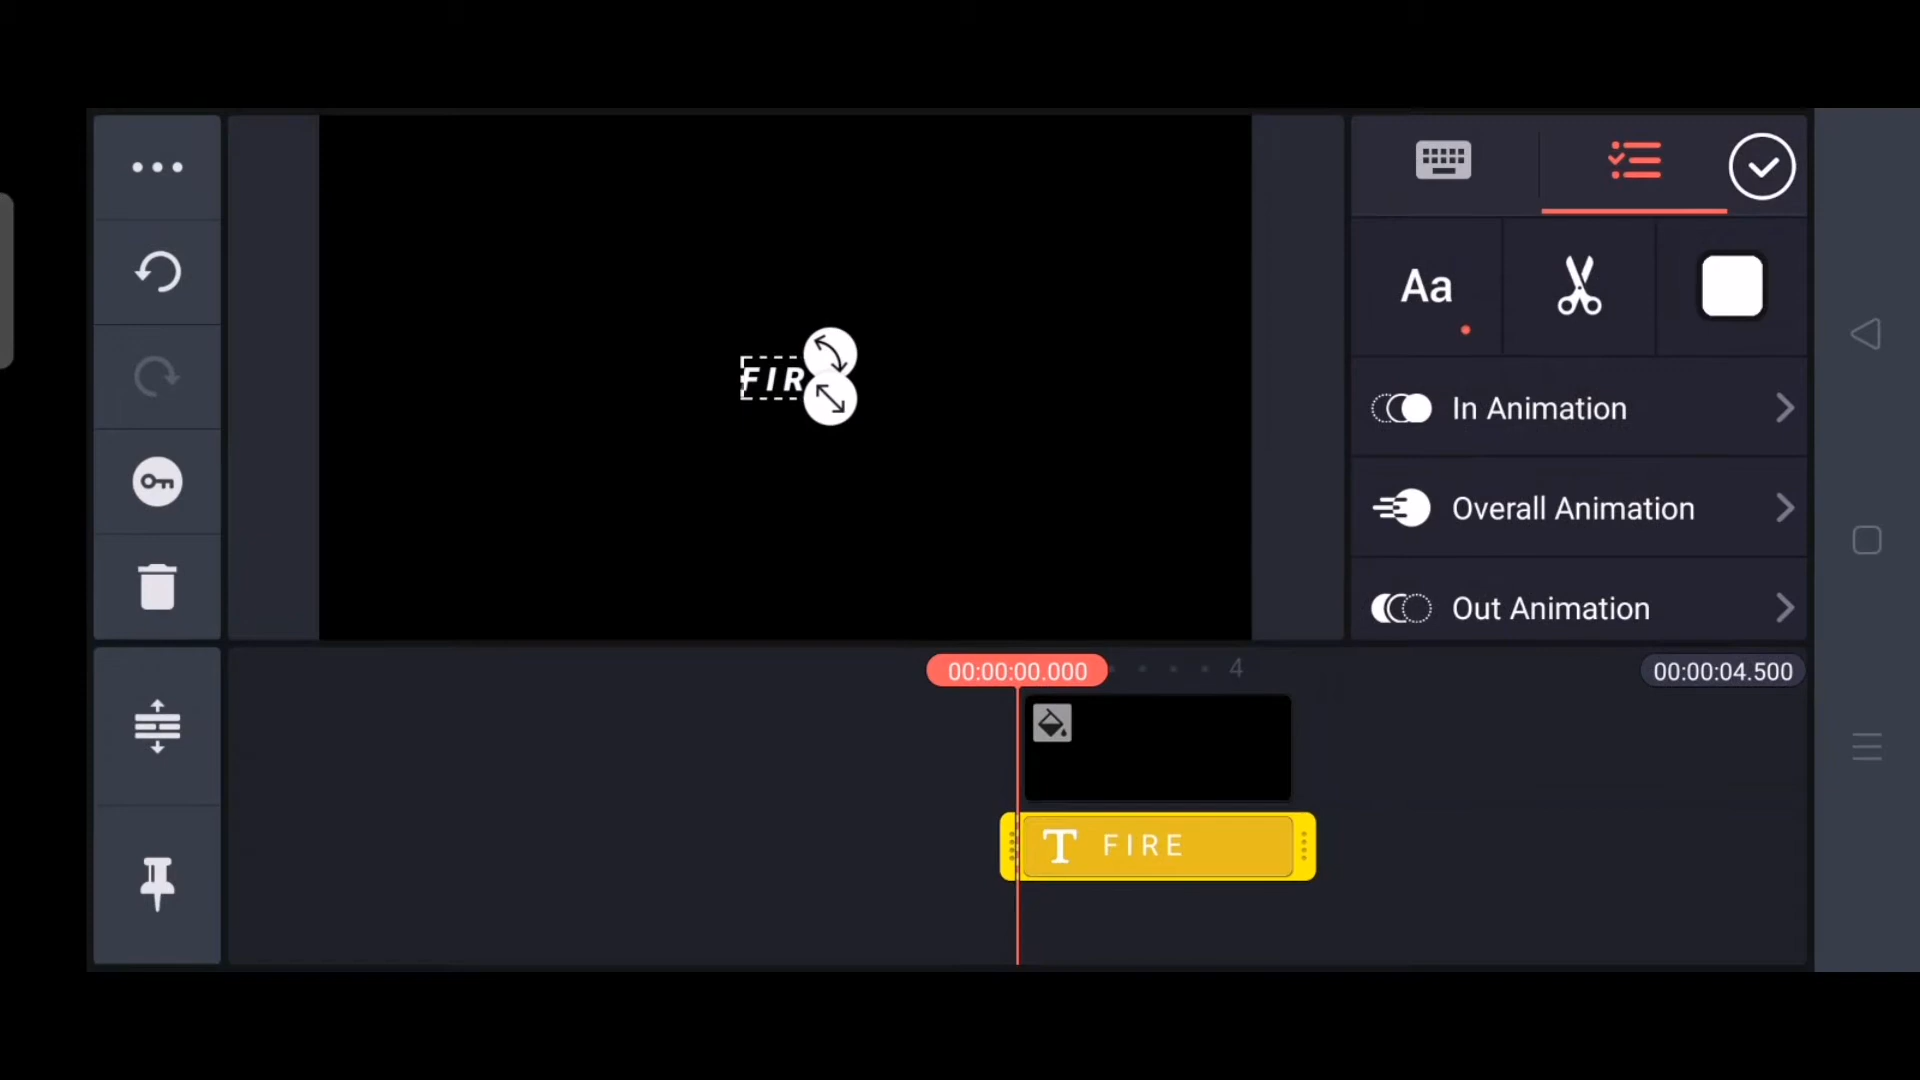 Aa
FIR
In Animation
Overall Animation
Out Animation
00:00:00.000
4
00:00:04.500
T FIRE